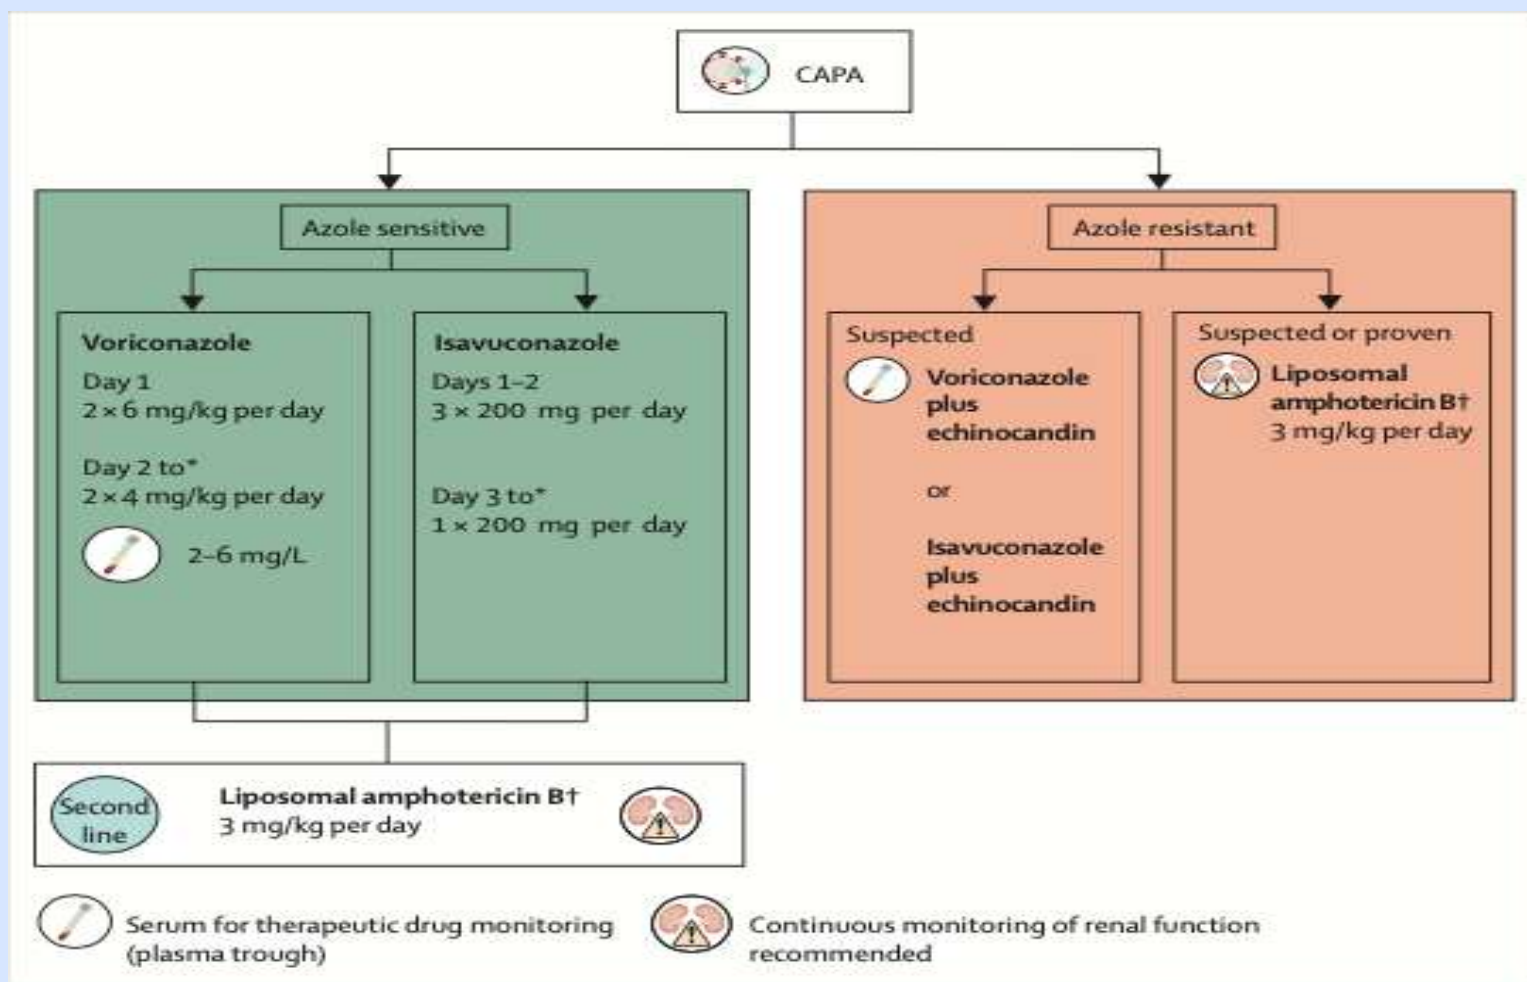 CAPA
Azole sensitive
Voriconazole
Day 1
2 × 6 mg/kg per day
Day 2 to*
2 × 4 mg/kg per day
2–6 mg/L
Isavuconazole
Days 1–2
3 × 200 mg per day
Day 3 to*
1 × 200 mg per day
Azole resistant
Suspected
Voriconazole
plus
echinocandin
or
Isavuconazole
plus
echinocandin
Suspected or proven
Liposomal
amphotericin B†
3 mg/kg per day
Second
line
Liposomal amphotericin B†
3 mg/kg per day
Serum for therapeutic drug monitoring
(plasma trough)
Continuous monitoring of renal function
recommended